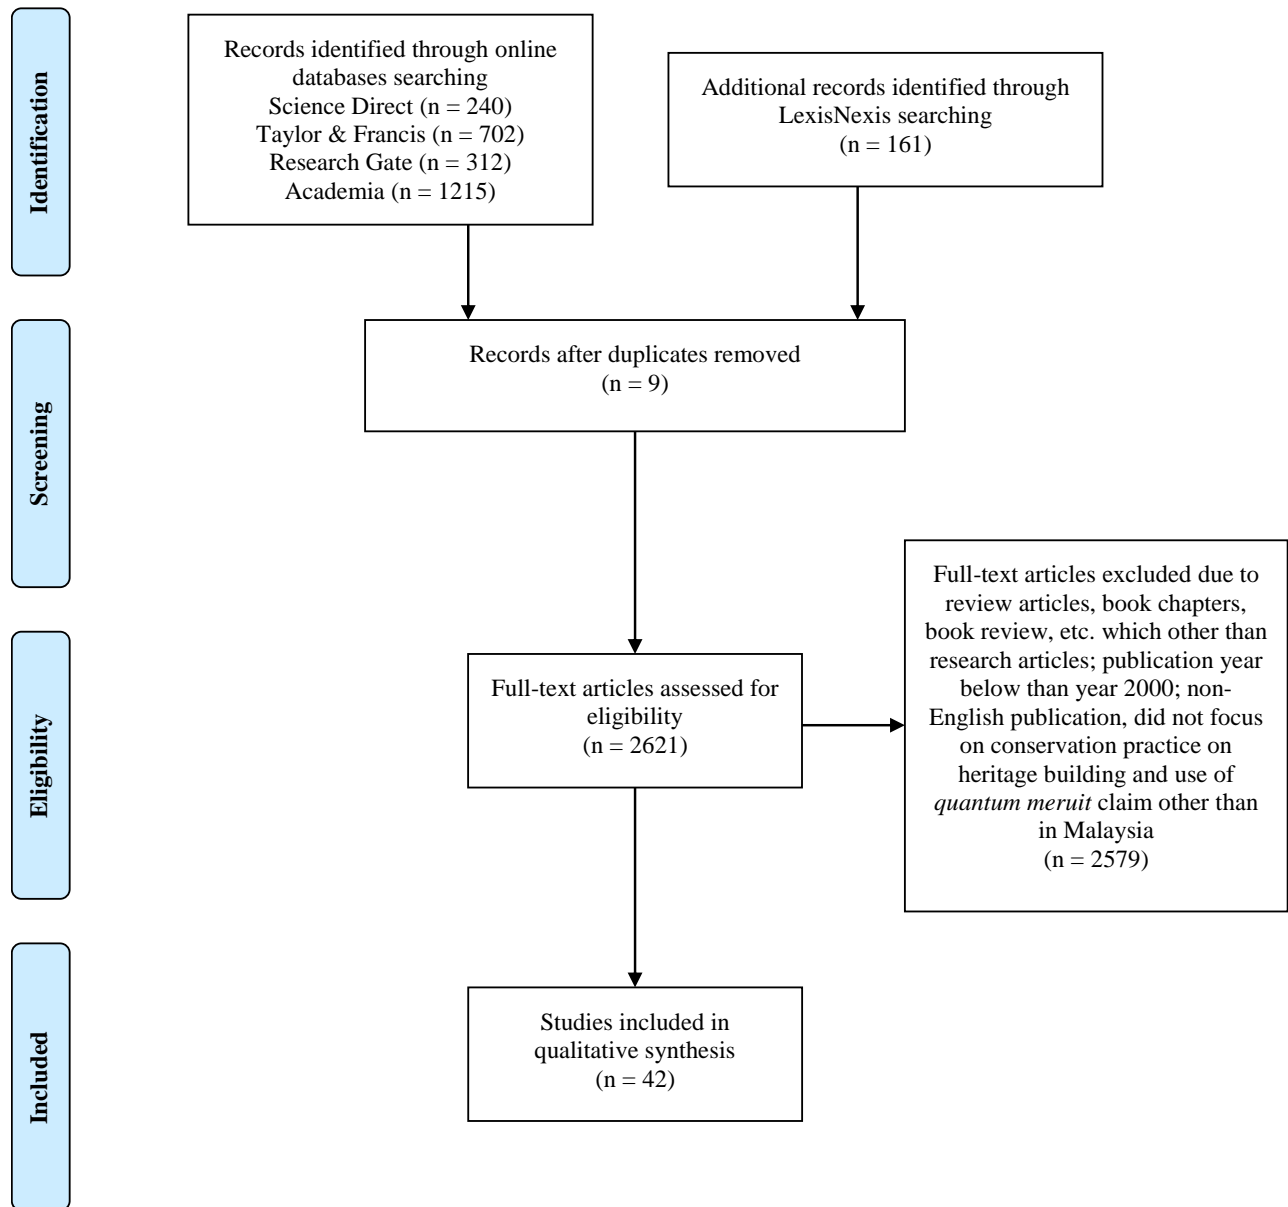 Identification
Records identified through online
databases searching
Science Direct (n = 240)
Taylor & Francis (n = 702)
Research Gate (n = 312)
Academia (n = 1215)
Additional records identified through
LexisNexis searching
(n = 161)
Screening
Records after duplicates removed
(n = 9)
Eligibility
Full-text articles assessed for
eligibility
(n = 2621)
Full-text articles excluded due to
review articles, book chapters,
book review, etc. which other than
research articles; publication year
below than year 2000; non-
English publication, did not focus
on conservation practice on
heritage building and use of
quantum meruit claim other than
in Malaysia
(n = 2579)
Included
Studies included in
qualitative synthesis
(n = 42)